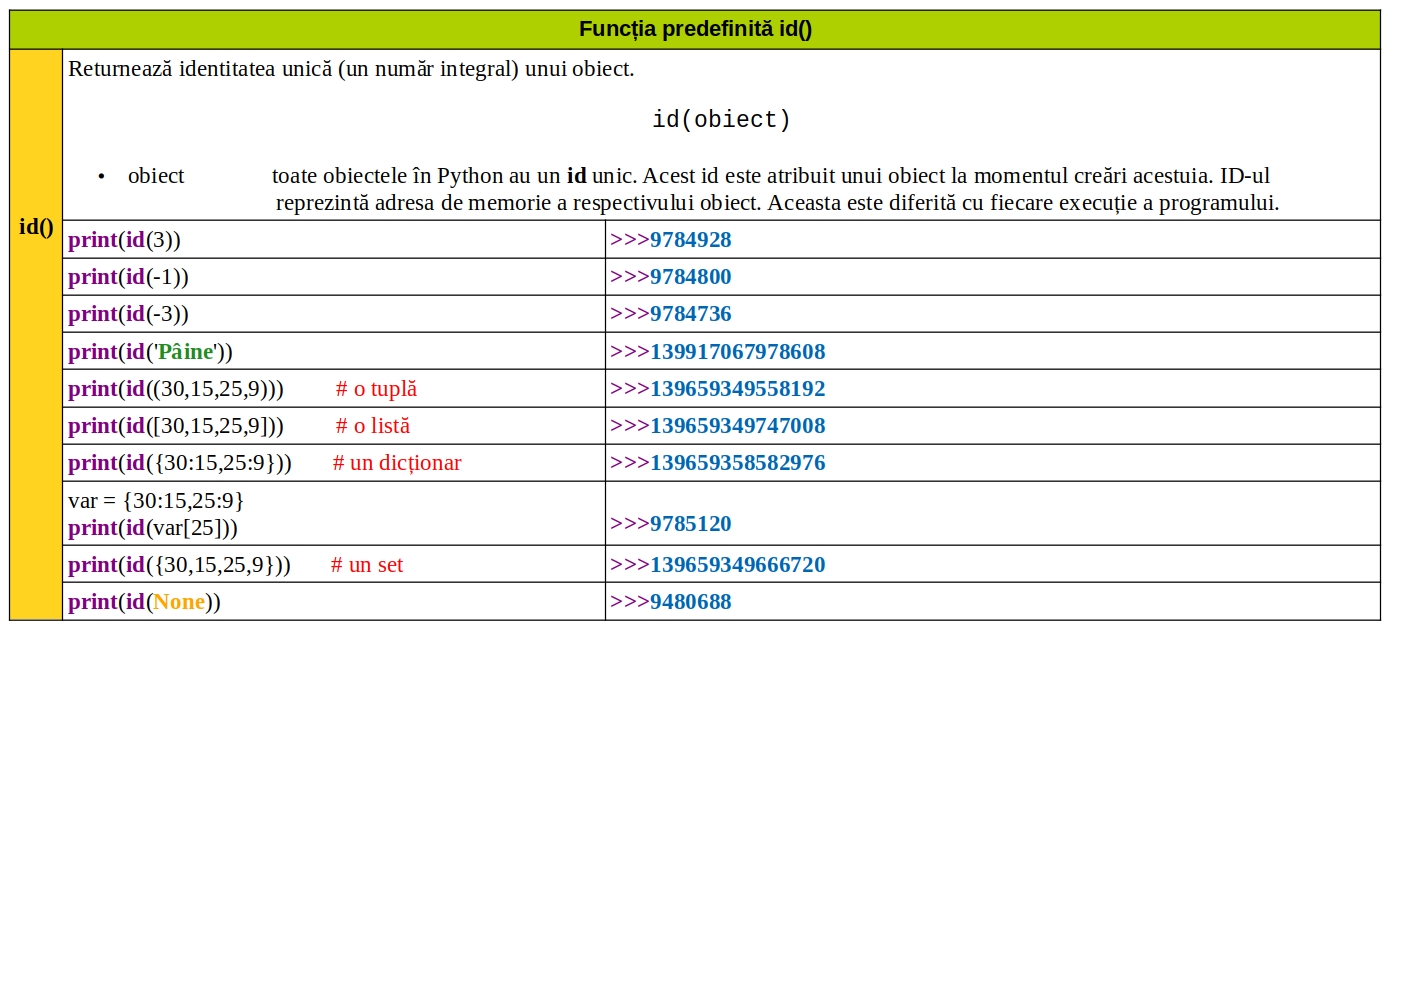 Funcția predefinită id()
id()
Returnează identitatea unică (un număr integral) unui obiect.
id(obiect)
• obiect toate obiectele în Python au un id unic. Acest id este atribuit unui obiect la momentul creări acestuia. ID-ul
reprezintă adresa de memorie a respectivului obiect. Aceasta este diferită cu fiecare execuție a programului.
print(id(3)) >>>9784928
print(id(-1)) >>>9784800
print(id(-3)) >>>9784736
print(id('Pâine')) >>>139917067978608
print(id((30,15,25,9))) # o tuplă >>>139659349558192
print(id([30,15,25,9])) # o listă >>>139659349747008
print(id({30:15,25:9})) # un dicționar >>>139659358582976
var = {30:15,25:9}
print(id(var[25])) >>>9785120
print(id({30,15,25,9})) # un set >>>139659349666720
print(id(None)) >>>9480688